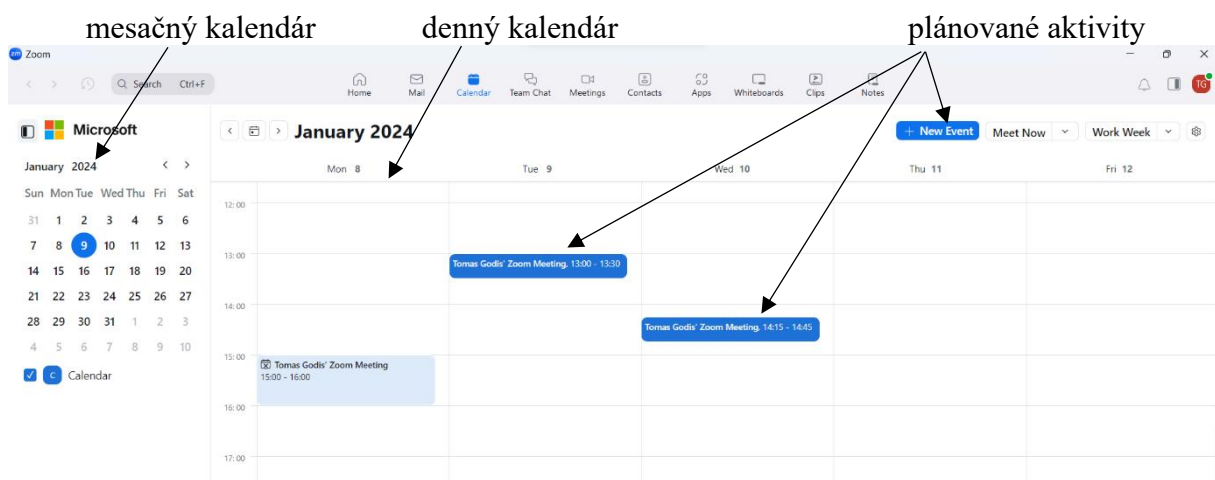 mesačný kalendár denný kalendár plánované aktivity
Zoom
Search Ctrl+F
Home Mail Calendar Team Chat Meetings Contacts Apps Whiteboards Clips Notes
TG
Microsoft
January 2024
+ New Event Meet Now Work Week
January 2024
Mon 8 Tue 9 Wed 10 Thu 11 Fri 12
Sun Mon Tue Wed Thu Fri Sat
31 1 2 3 4 5 6
7 8 9 10 11 12 13
14 15 16 17 18 19 20
21 22 23 24 25 26 27
28 29 30 31 1 2 3
4 5 6 7 8 9 10
C Calendar
12:00
13:00
Tomas Godis' Zoom Meeting, 13:00 - 13:30
14:00
Tomas Godis' Zoom Meeting, 14:15 - 14:45
15:00
Tomas Godis' Zoom Meeting
15:00 - 16:00
16:00
17:00